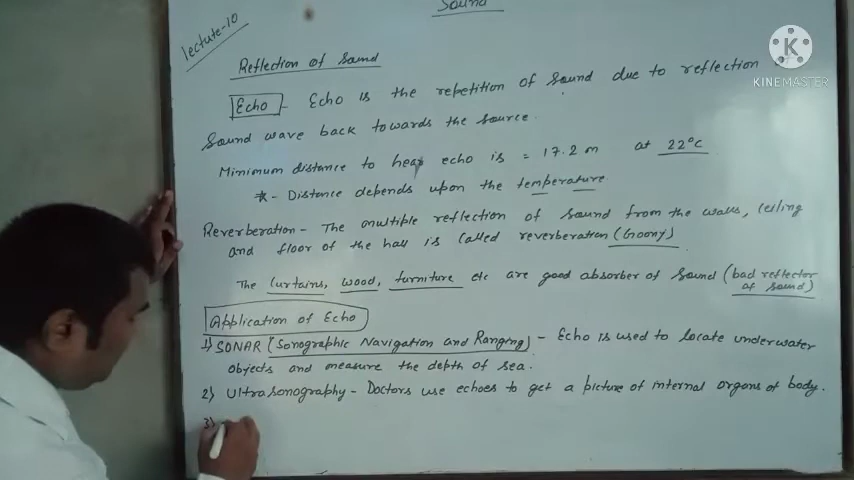 Sound
lecture-10
Reflection of Sound
Echo - Echo is the repetition of sound due to reflection
Sound wave back towards the source.
Minimum distance to hear echo is = 17.2 m at 22°C
* - Distance depends upon the temperature.
Reverberation - The multiple reflection of sound from the walls, ceiling
and floor of the hall is called reverberation (Goony)
The Curtains, wood, furniture etc are good absorber of sound (bad reflector
of sound)
Application of Echo
1) SONAR (Sonographic Navigation and Ranging) - Echo is used to locate underwater
objects and measure the depth of sea.
2) Ultrasonography - Doctors use echoes to get a picture of internal organs of body.
3)
K
KINEMASTER